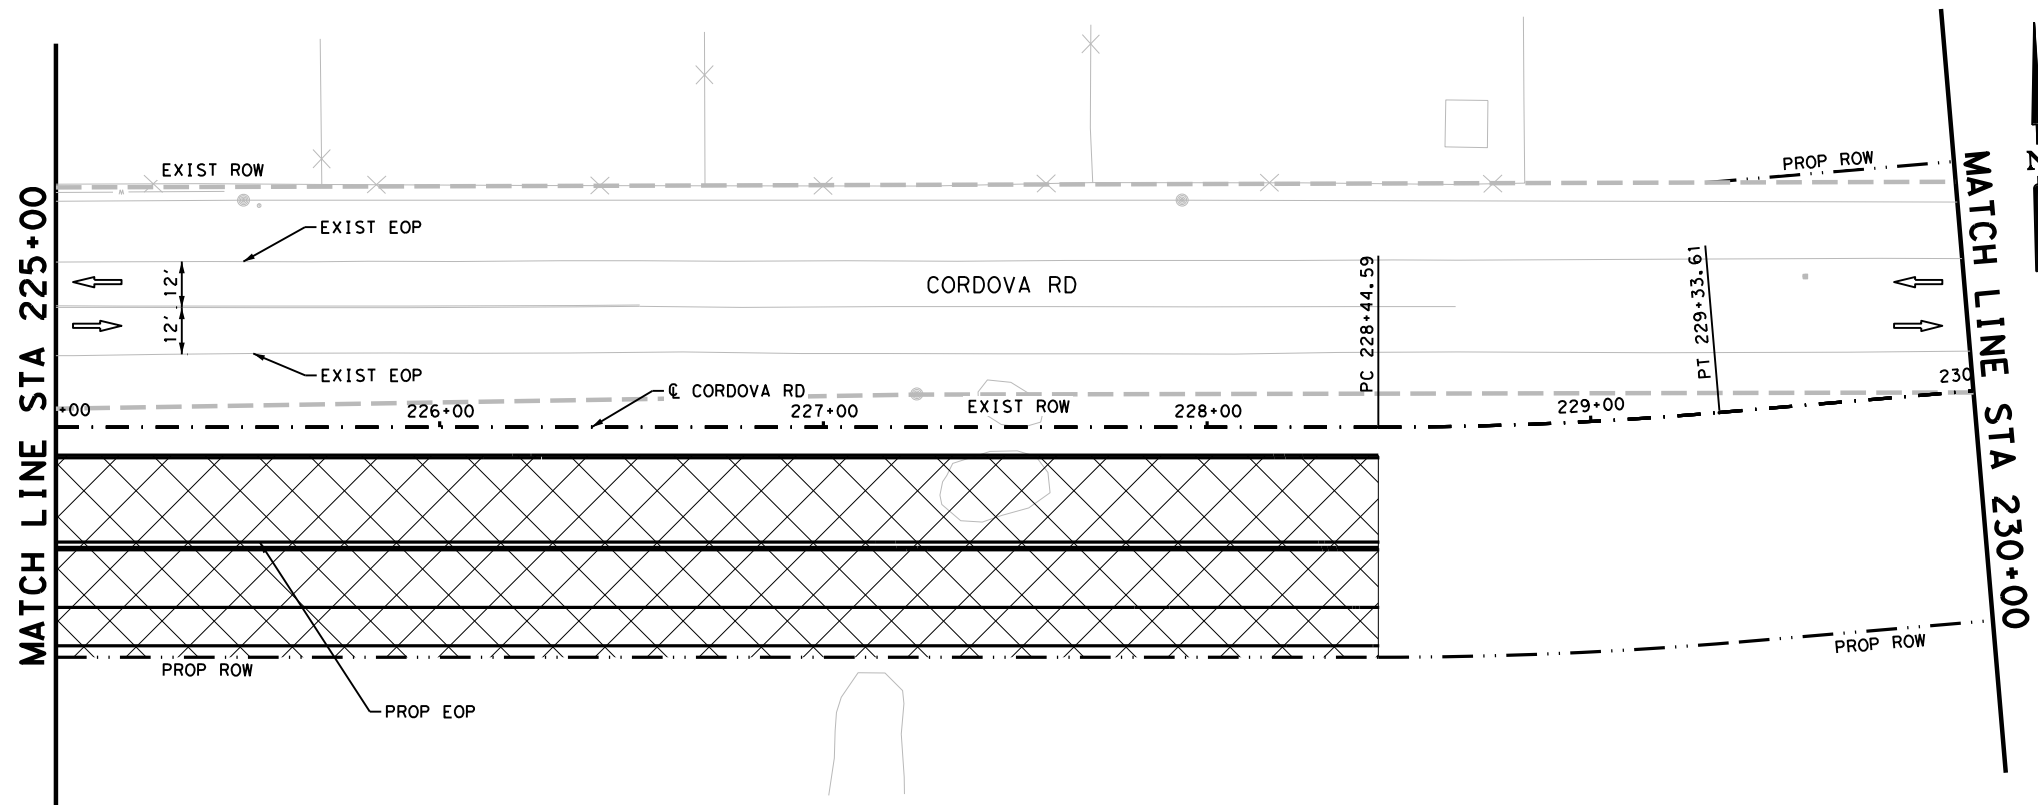 MATCH LINE STA 225+00
EXIST ROW
EXIST EOP
12'
12'
EXIST EOP
CORDOVA RD
PC 228+44.59
PT 229+33.61
PROP ROW
MATCH LINE STA 230+00
230
℄ CORDOVA RD
+00
226+00
227+00
EXIST ROW
228+00
229+00
PROP ROW
PROP ROW
PROP EOP